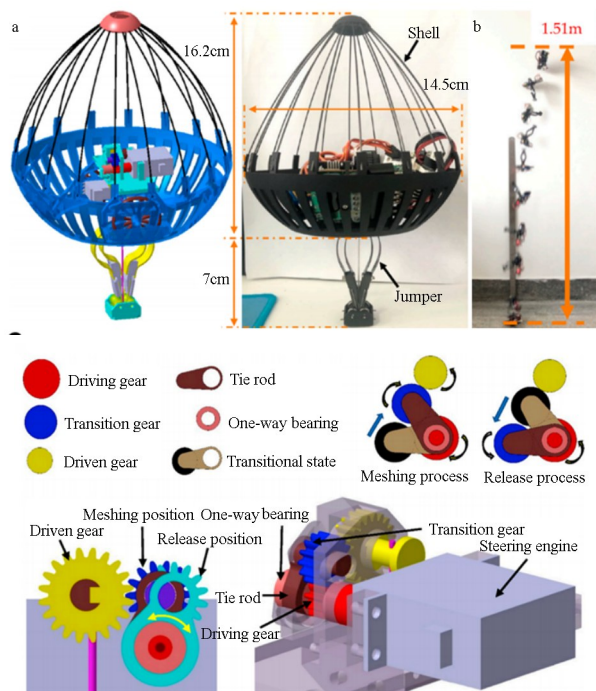 a
16.2cm
Shell
14.5cm
7cm
Jumper
b
1.51m
Driving gear
Tie rod
Transition gear
One-way bearing
Driven gear
Transitional state
Meshing process
Release process
Driven gear
Meshing position
One-way bearing
Release position
Tie rod
Driving gear
Transition gear
Steering engine